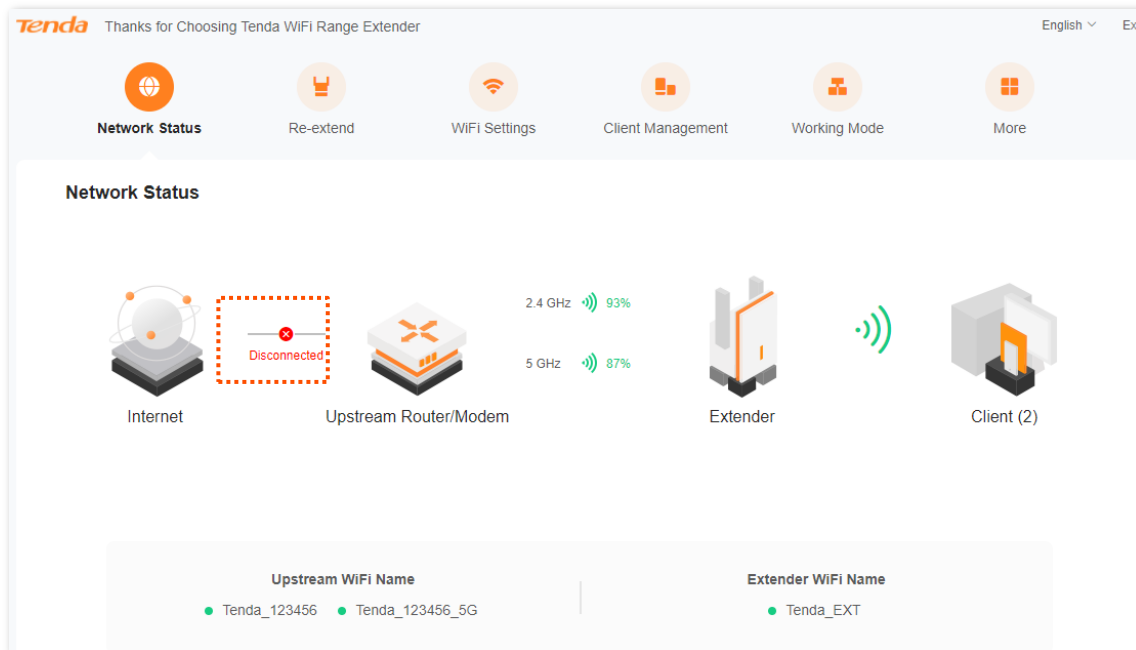 Tenda Thanks for Choosing Tenda WiFi Range Extender English Ex
Network Status Re-extend WiFi Settings Client Management Working Mode More
Network Status
2.4 GHz 93%
Disconnected
5 GHz 87%
Internet Upstream Router/Modem Extender Client (2)
Upstream WiFi Name Extender WiFi Name
Tenda_123456 Tenda_123456_5G Tenda_EXT